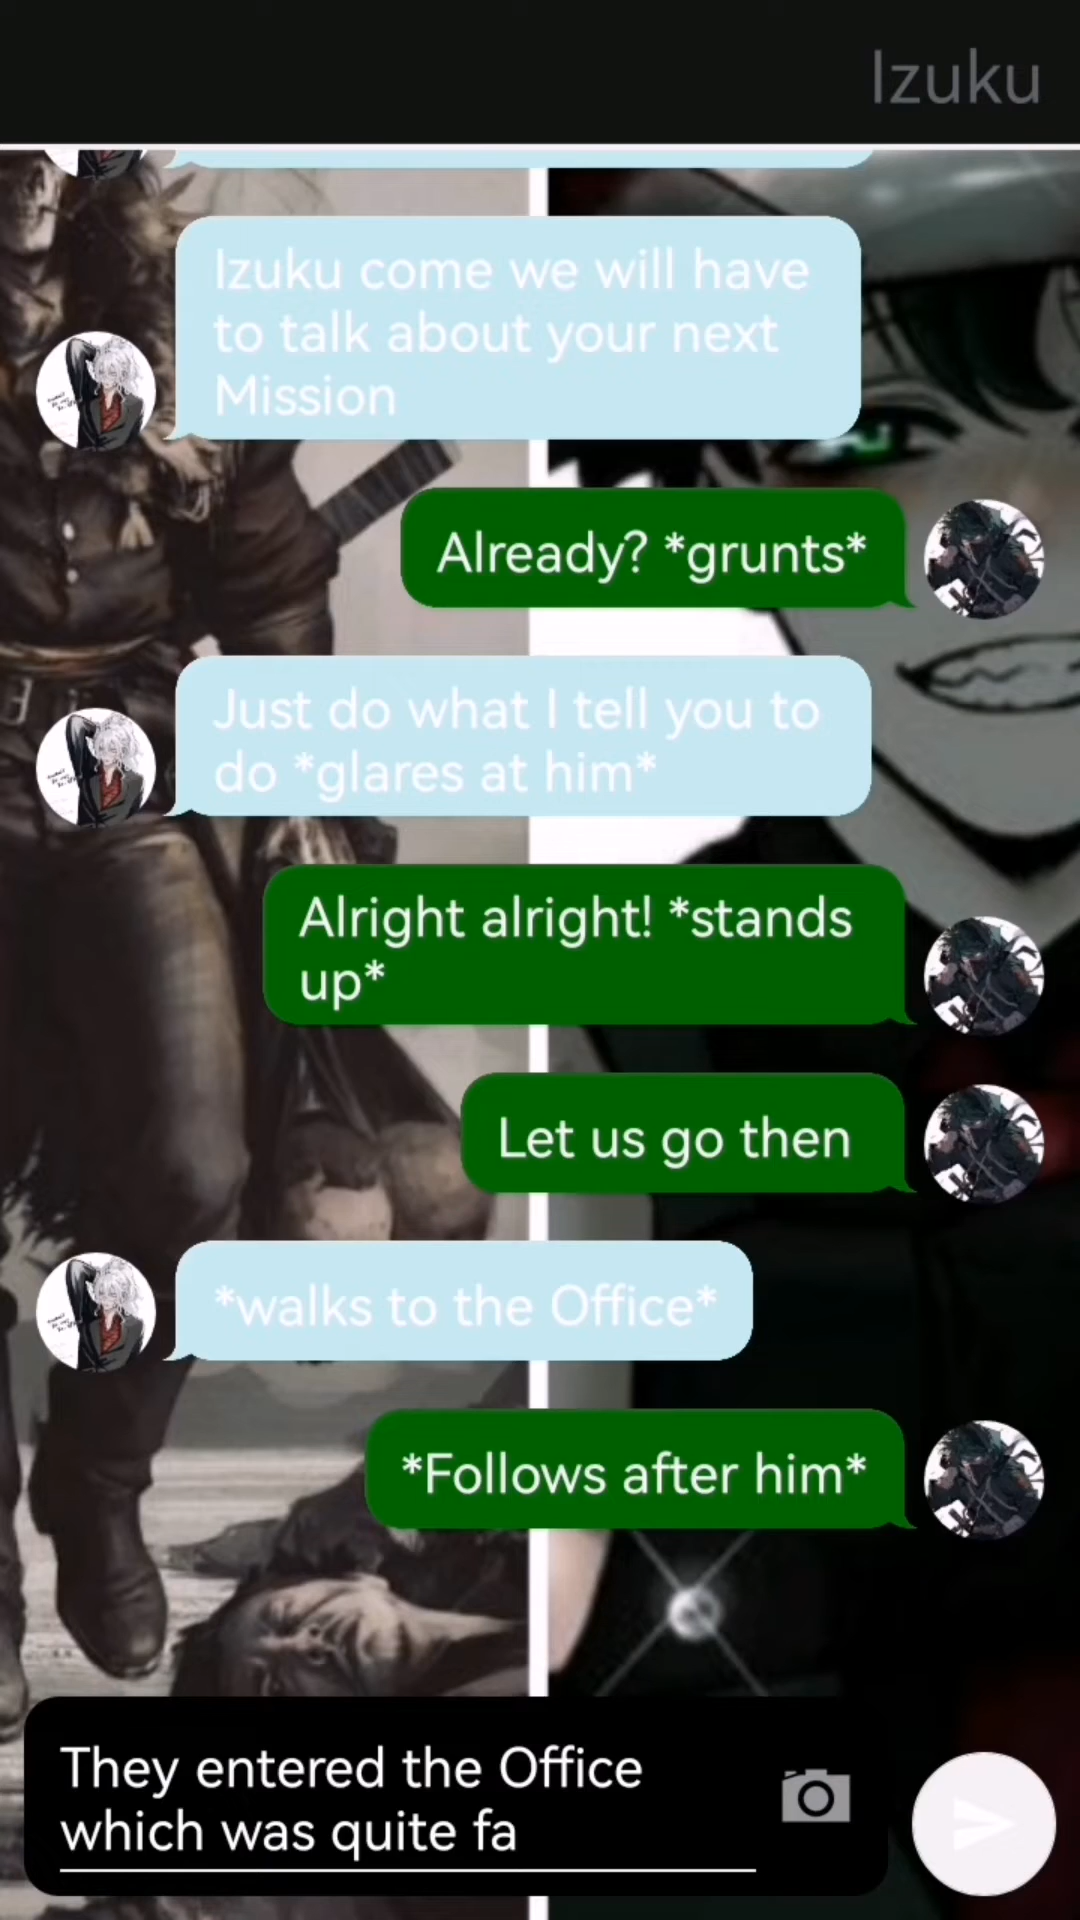 Izuku
Izuku come we will have
to talk about your next
Mission
Already? *grunts*
Just do what I tell you to
do *glares at him*
Alright alright! *stands
up*
Let us go then
*walks to the Office*
*Follows after him*
They entered the Office
which was quite fa